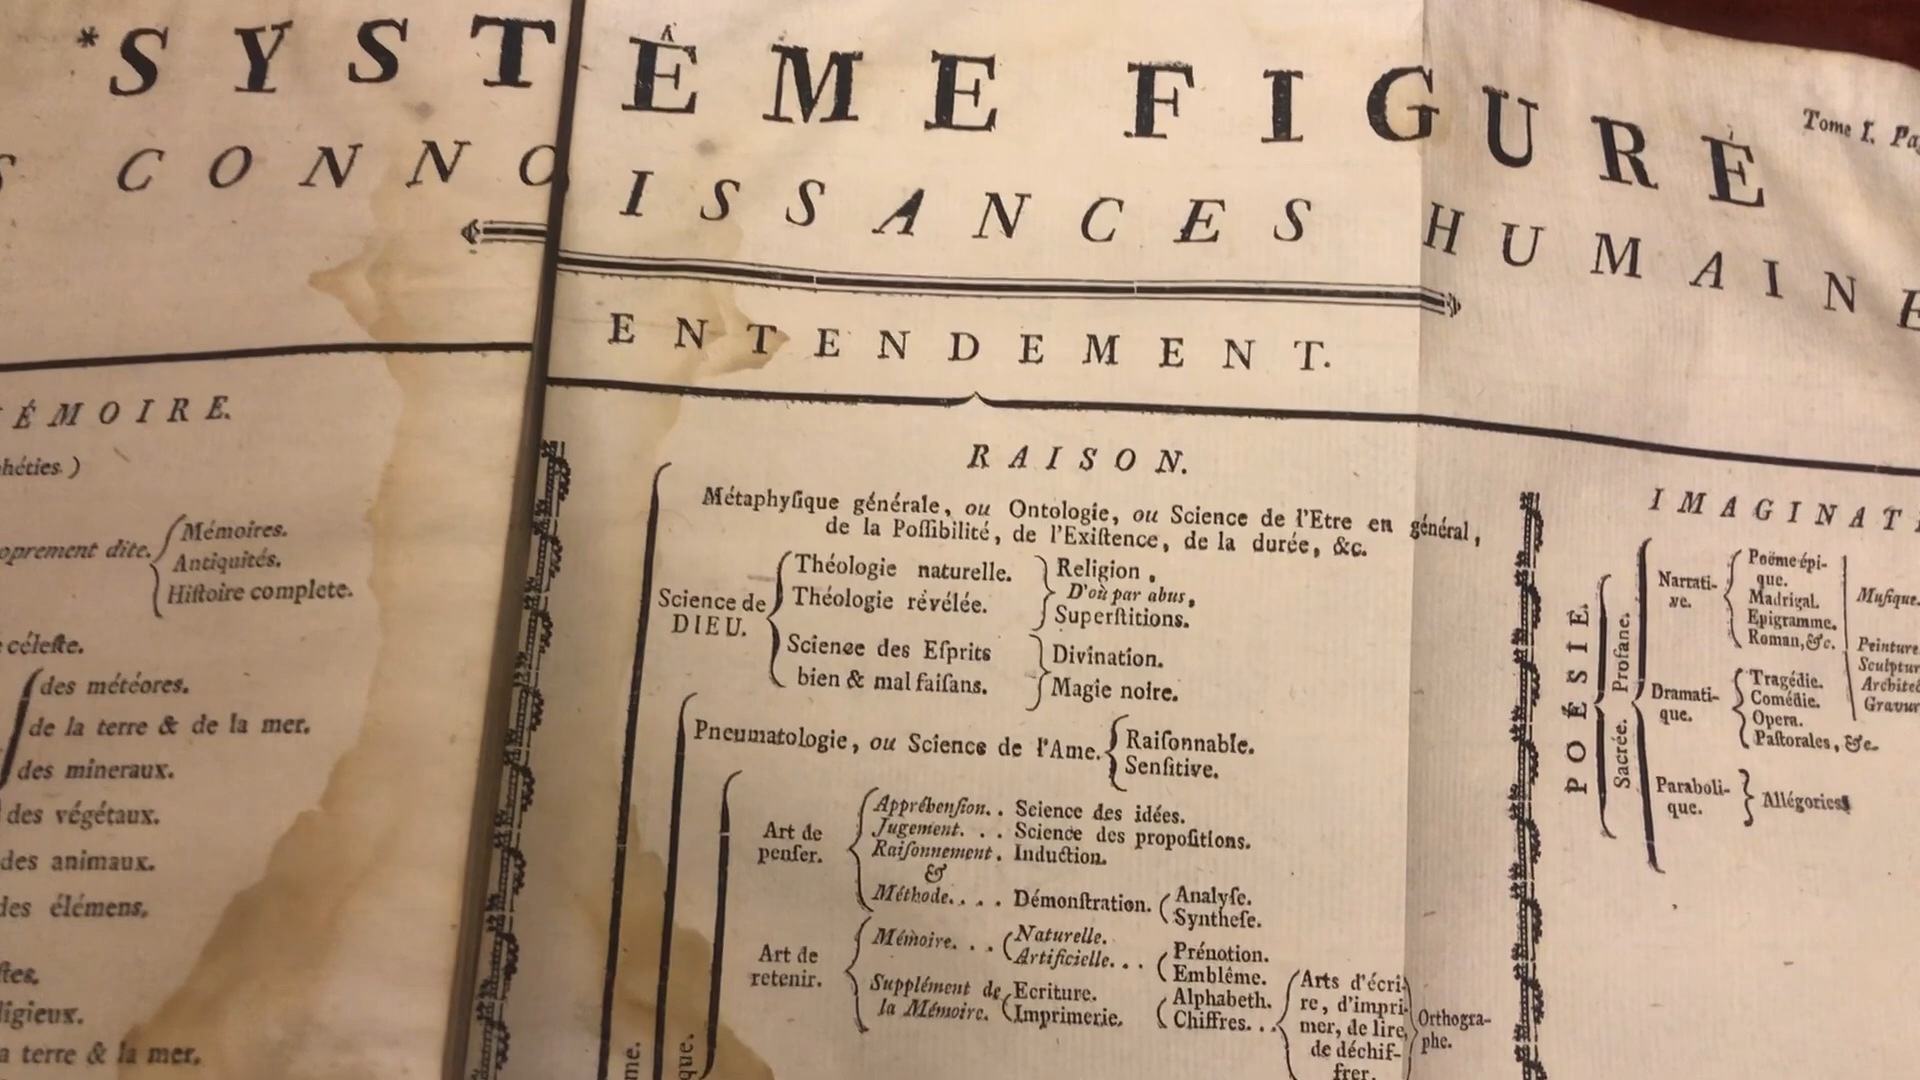 *SYSTÊME FIGURÉ
Tome I.
CONNOISSANCES HUMAINE
ENTENDEMENT.
ÉMOIRE.
héties.)
oprement dite.
Mémoires.
Antiquités.
Hiſtoire complete.
céleſte.
des météores.
de la terre & de la mer.
des mineraux.
des végétaux.
des animaux.
des élémens.
ſtes.
ligieux.
a terre & la mer.
RAISON.
Métaphyſique générale, ou Ontologie, ou Science de l'Etre en général,
de la Poſſibilité, de l'Exiſtence, de la durée, &c.
Science de
DIEU.
Théologie naturelle.
Théologie révélée.
Religion.
D'où par abus,
Superſtitions.
Science des Eſprits
bien & mal faiſans.
Divination.
Magie noire.
Pneumatologie, ou Science de l'Ame.
Raiſonnable.
Senſitive.
Art de
penſer.
Appréhenſion.. Science des idées.
Jugement. .. Science des propoſitions.
Raiſonnement. Induction.
&
Méthode.... Démonſtration.
Analyſe.
Syntheſe.
Art de
retenir.
Mémoire. ..
Naturelle.
Artificielle...
Prénotion.
Emblême.
Supplément de
la Mémoire.
Ecriture.
Imprimerie.
Alphabeth.
Chiffres...
Arts d'écri-
re, d'impri-
mer, de lire,
de déchif-
frer.
Orthogra-
phe.
me.
que.
IMAGINAT
POÉSIE.
Sacrée. Profane.
Narrati-
ve.
Poëme épi-
que.
Madrigal.
Epigramme.
Roman, &c.
Muſique.
Peinture
Sculptur
Architec
Gravur
Dramati-
que.
Tragédie.
Comédie.
Opera.
Paſtorales, &c.
Paraboli-
que.
Allégories